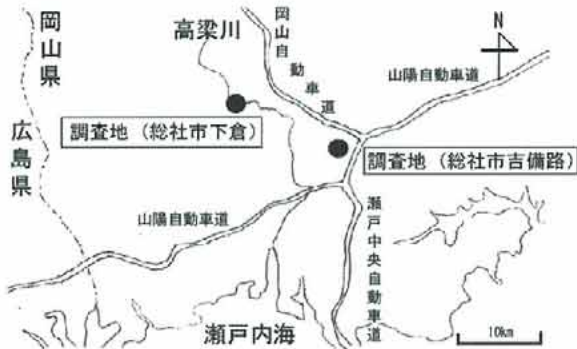 岡山県
広島県
高梁川
岡山自動車道
N
山陽自動車道
調査地（総社市下倉）
調査地（総社市吉備路）
山陽自動車道
瀬戸中央自動車道
瀬戸内海
10km